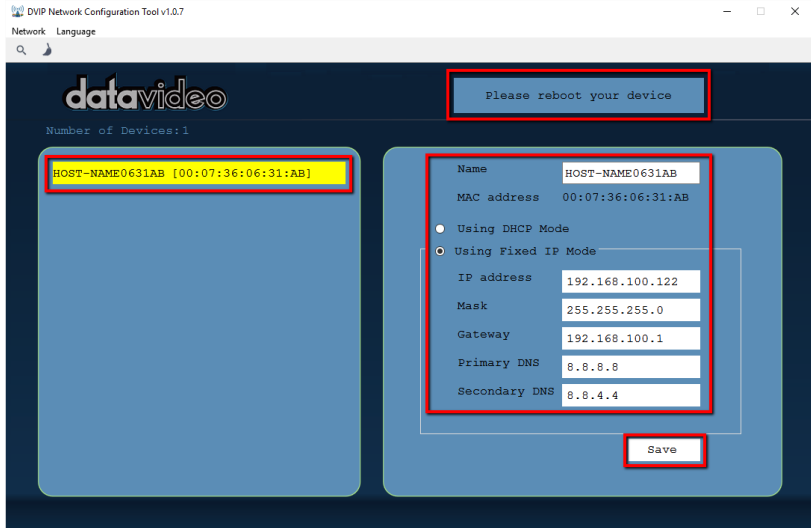 DVIP Network Configuration Tool v1.0.7
Network Language
datavideo
Please reboot your device
Number of Devices:1
HOST-NAME0631AB [00:07:36:06:31:AB]
Name HOST-NAME0631AB
MAC address 00:07:36:06:31:AB
Using DHCP Mode
Using Fixed IP Mode
IP address 192.168.100.122
Mask 255.255.255.0
Gateway 192.168.100.1
Primary DNS 8.8.8.8
Secondary DNS 8.8.4.4
Save